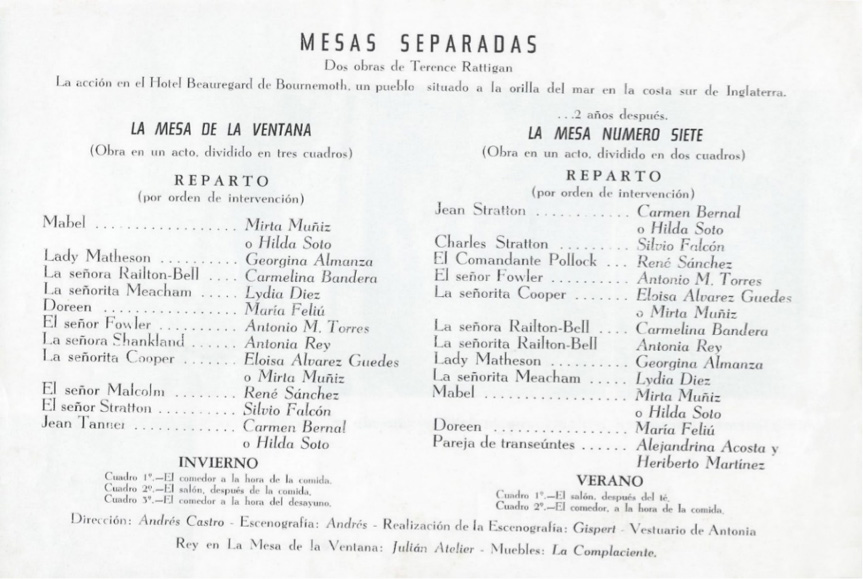 MESAS SEPARADAS
Dos obras de Terence Rattigan
La acción en el Hotel Beauregard de Bournemoth, un pueblo situado a la orilla del mar en la costa sur de Inglaterra.
LA MESA DE LA VENTANA
(Obra en un acto, dividido en tres cuadros)
REPARTO
(por orden de intervención)
Mabel ................. Mirta Muñiz
o Hilda Soto
Lady Matheson .......... Georgina Almanza
La señora Railton-Bell .... Carmelina Bandera
La señorita Meacham ..... Lydia Diez
Doreen ................. María Feliú
El señor Fowler .......... Antonio M. Torres
La señora Shankland ...... Antonia Rey
La señorita Cooper ....... Eloisa Alvarez Guedes
o Mirta Muñiz
El señor Malcolm ........ René Sánchez
El señor Stratton .......... Silvio Falcón
Jean Tanner ............. Carmen Bernal
o Hilda Soto
INVIERNO
Cuadro 1º.—El comedor a la hora de la comida.
Cuadro 2º.—El salón, después de la comida.
Cuadro 3º.—El comedor a la hora del desayuno.
...2 años después.
LA MESA NUMERO SIETE
(Obra en un acto, dividido en dos cuadros)
REPARTO
(por orden de intervención)
Jean Stratton ............ Carmen Bernal
o Hilda Soto
Charles Stratton ......... Silvio Falcón
El Comandante Pollock ... René Sánchez
El señor Fowler .......... Antonio M. Torres
La señorita Cooper ....... Eloisa Alvarez Guedes
o Mirta Muñiz
La señora Railton-Bell .... Carmelina Bandera
La señorita Railton-Bell Antonia Rey
Lady Matheson .......... Georgina Almanza
La señorita Meacham ..... Lydia Diez
Mabel ................. Mirta Muñiz
o Hilda Soto
Doreen ................. María Feliú
Pareja de transeúntes ...... Alejandrina Acosta y
Heriberto Martínez
VERANO
Cuadro 1º.—El salón, después del té.
Cuadro 2º.—El comedor, a la hora de la comida.
Dirección: Andrés Castro - Escenografía: Andrés - Realización de la Escenografía: Gispert - Vestuario de Antonia
Rey en La Mesa de la Ventana: Julián Atelier - Muebles: La Complaciente.